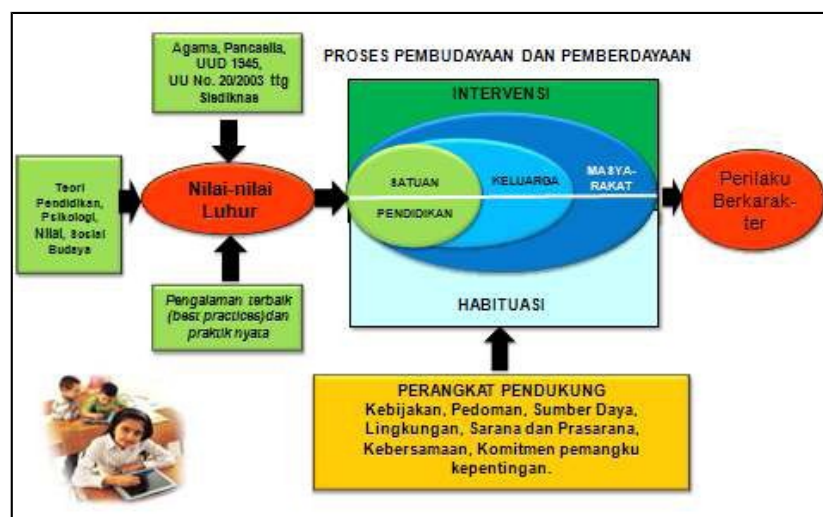 Agama, Pancasila,
UUD 1945,
UU No. 20/2003 ttg
Sisdiknas
PROSES PEMBUDAYAAN DAN PEMBERDAYAAN
INTERVENSI
Teori
Pendidikan,
Psikologi,
Nilai, Sosial
Budaya
Nilai-nilai
Luhur
SATUAN
PENDIDIKAN
KELUARGA
MASYA-
RAKAT
Perilaku
Berkarak-
ter
Pengalaman terbaik
(best practices)dan
praktik nyata
HABITUASI
PERANGKAT PENDUKUNG
Kebijakan, Pedoman, Sumber Daya,
Lingkungan, Sarana dan Prasarana,
Kebersamaan, Komitmen pemangku
kepentingan.